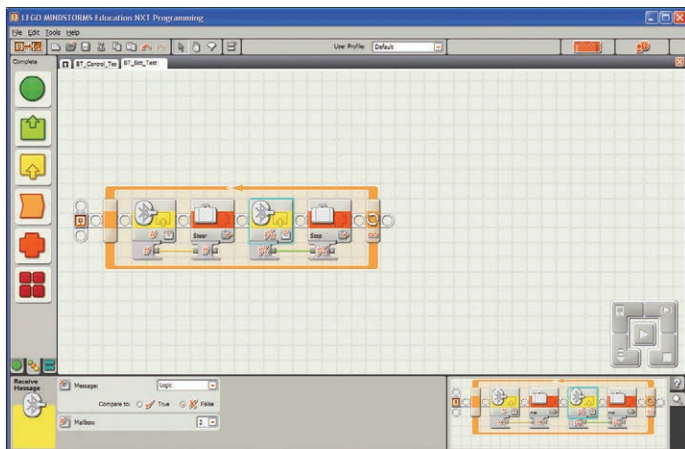 LEGO MINDSTORMS Education NXT Programming
File Edit Tools Help
User Profile: Default
Complete
BT_Control_Tes BT_Bot_Test
Steer Stop
Receive Message
Message: Logic
Compare to: True False
Mailbox 2
?